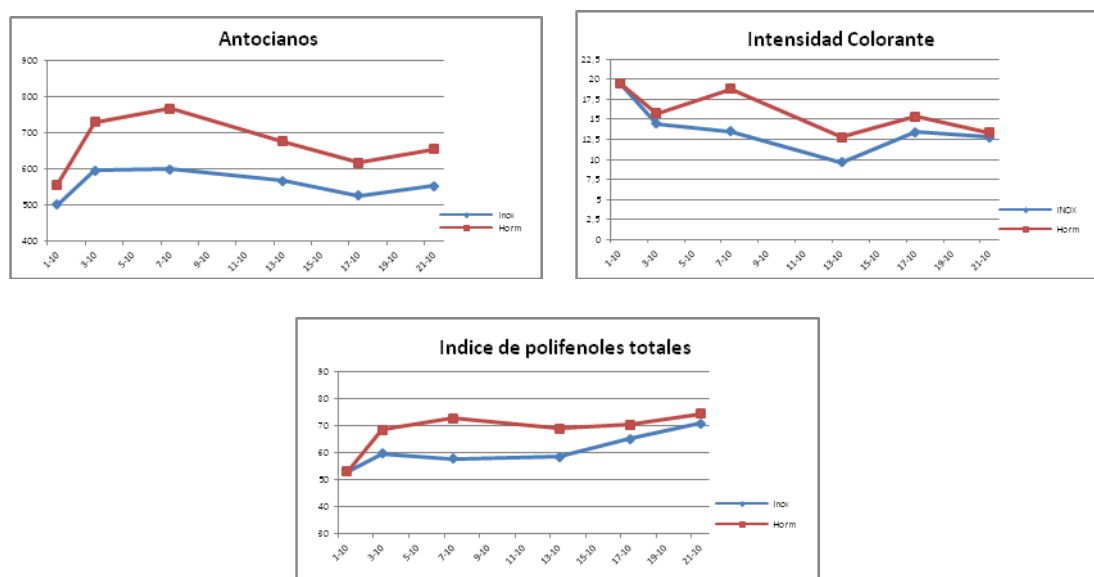 Antocianos
900
800
700
600
500
400
1-10 3-10 5-10 7-10 9-10 11-10 13-10 15-10 17-10 19-10 21-10
Inox
Horm
Intensidad Colorante
22,5
20
17,5
15
12,5
10
7,5
5
2,5
0
1-10 3-10 5-10 7-10 9-10 11-10 13-10 15-10 17-10 19-10 21-10
INOX
Horm
Indice de polifenoles totales
90
80
70
60
50
40
30
1-10 3-10 5-10 7-10 9-10 11-10 13-10 15-10 17-10 19-10 21-10
Inox
Horm